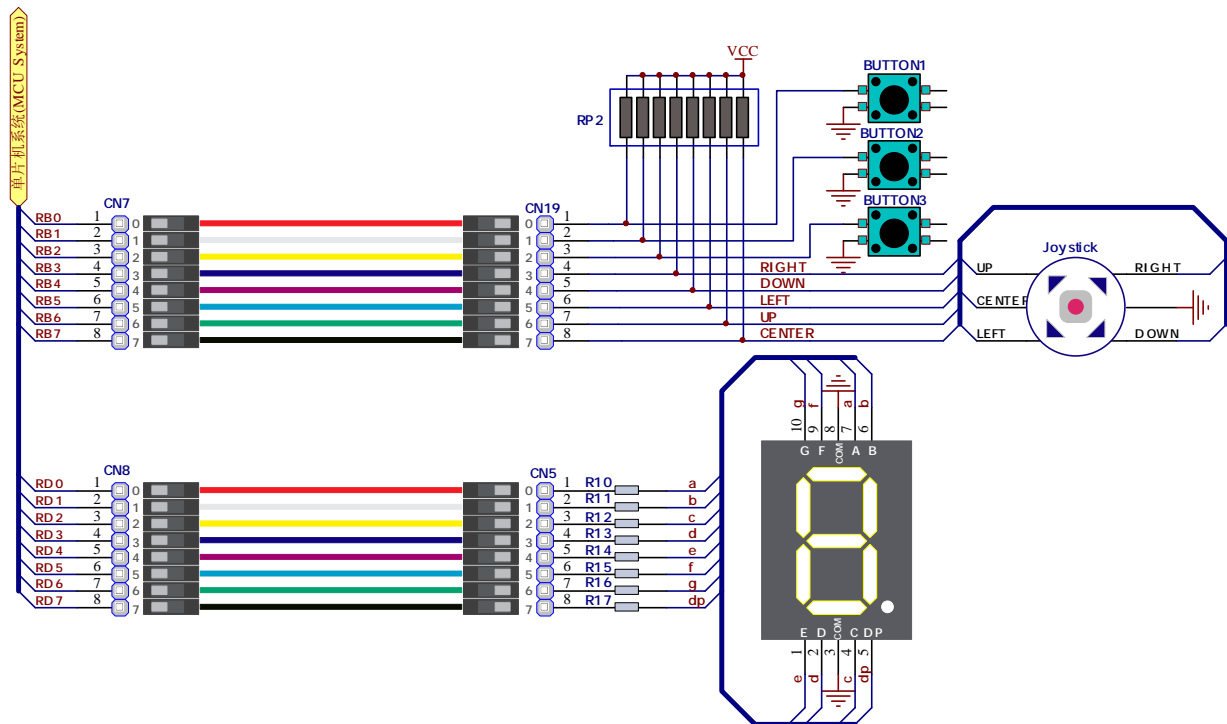 单片机系统(MCU System)
VCC
RP2
BUTTON1
BUTTON2
BUTTON3
CN7
CN19
RB0 1 0 0 1
RB1 2 1 1 2
RB2 3 2 2 3
RB3 4 3 3 4 RIGHT
RB4 5 4 4 5 DOWN
RB5 6 5 5 6 LEFT
RB6 7 6 6 7 UP
RB7 8 7 7 8 CENTER
Joystick
UP RIGHT
CENTER
LEFT DOWN
CN8
CN5
RD0 1 0 0 1 R10 a
RD1 2 1 1 2 R11 b
RD2 3 2 2 3 R12 c
RD3 4 3 3 4 R13 d
RD4 5 4 4 5 R14 e
RD5 6 5 5 6 R15 f
RD6 7 6 6 7 R16 g
RD7 8 7 7 8 R17 dp
g f a b
10 9 8 7 6
G F COM A B
E D COM C DP
1 2 3 4 5
e d c dp